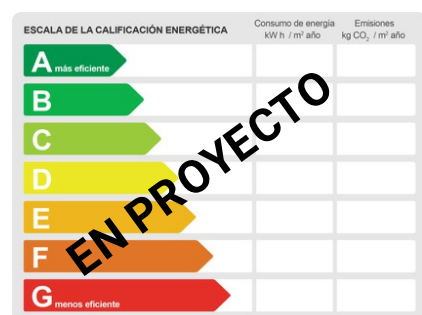 ESCALA DE LA CALIFICACIÓN ENERGÉTICA
Consumo de energía
kW h / m² año
Emisiones
kg CO₂ / m² año
A más eficiente
B
C
D
E
F
G menos eficiente
EN PROYECTO